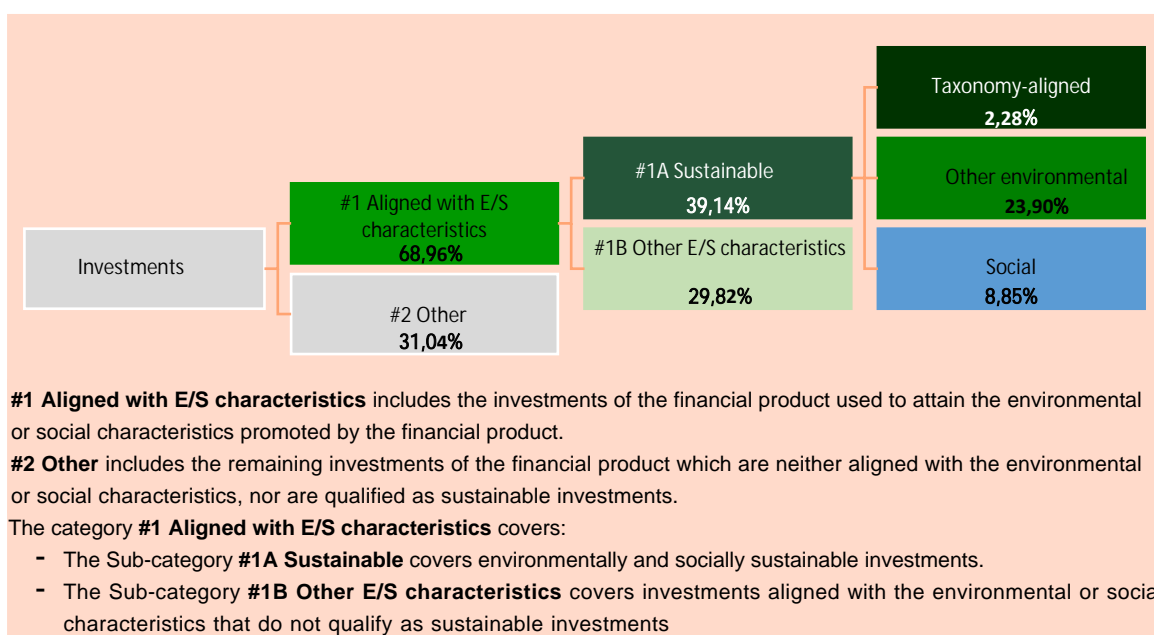 Investments
#1 Aligned with E/S
characteristics
68,96%
#2 Other
31,04%
#1A Sustainable
39,14%
#1B Other E/S characteristics
29,82%
Taxonomy-aligned
2,28%
Other environmental
23,90%
Social
8,85%
#1 Aligned with E/S characteristics includes the investments of the financial product used to attain the environmental
or social characteristics promoted by the financial product.
#2 Other includes the remaining investments of the financial product which are neither aligned with the environmental
or social characteristics, nor are qualified as sustainable investments.
The category #1 Aligned with E/S characteristics covers:
- The Sub-category #1A Sustainable covers environmentally and socially sustainable investments.
- The Sub-category #1B Other E/S characteristics covers investments aligned with the environmental or socia
characteristics that do not qualify as sustainable investments